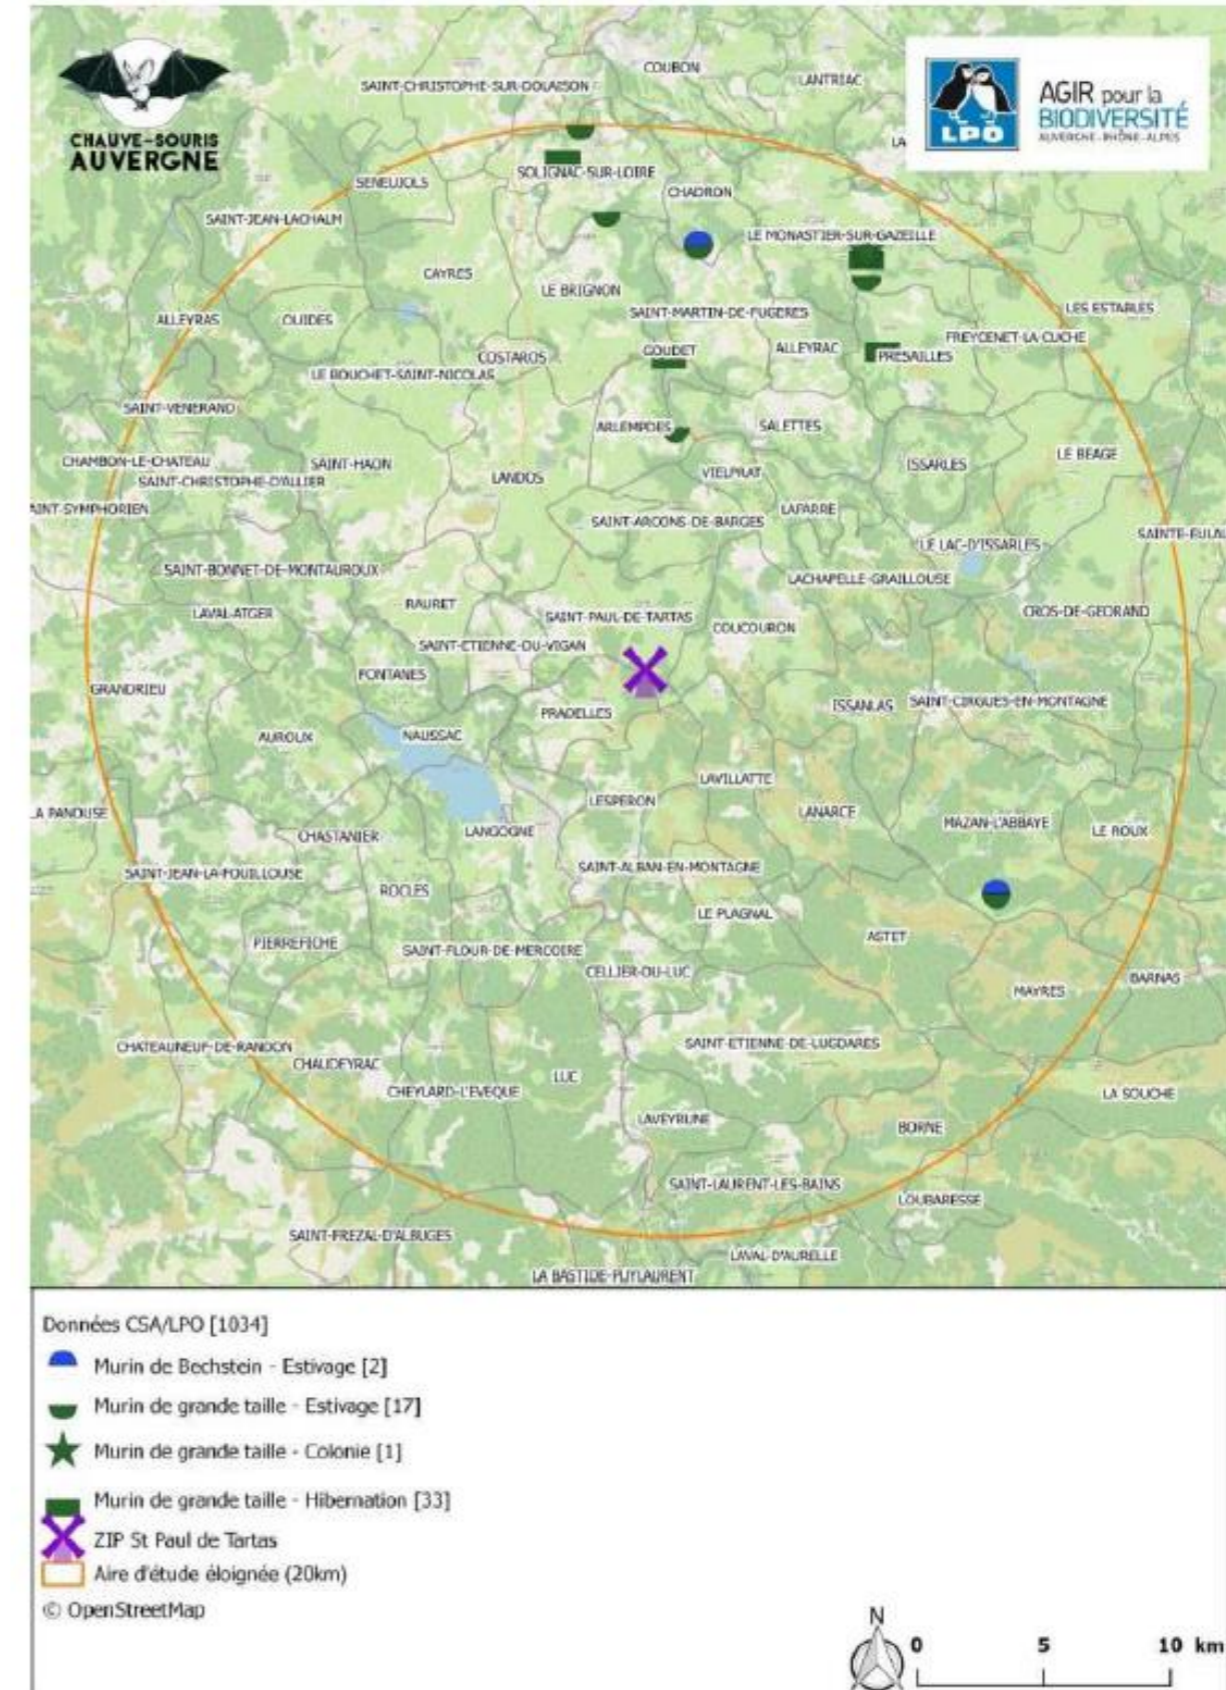 CHAUVE-SOURIS
AUVERGNE
AGIR pour la
BIODIVERSITÉ
AUVERGNE-RHÔNE-ALPES
LPO
COUBON
LANTRIAC
SAINT-CHRISTOPHE-SUR-DOLAISON
SOLIGNAC-SUR-LOIRE
SENEUJOLS
CHADRON
SAINT-JEAN-LACHALM
LE MONASTIER-SUR-GAZEILLE
CAYRES
LE BRIGNON
SAINT-MARTIN-DE-FUGERES
LES ESTABLES
ALLEYRAS
OUIDES
FREYCENET-LA-CUCHE
COSTAROS
GOUDET
ALLEYRAC
PRESAILLES
LE BOUCHET-SAINT-NICOLAS
SAINT-VENERAND
ARLEMPDES
SALETTES
LE BEAGE
CHAMBON-LE-CHATEAU
SAINT-HAON
ISSARLES
SAINT-CHRISTOPHE-D'ALLIER
LANDOS
VIELPRAT
AINT-SYMPHORIEN
LAFARRE
SAINT-ARCONS-DE-BARGES
SAINTE-EULAL
LE LAC-D'ISSARLES
SAINT-BONNET-DE-MONTAUROUX
LACHAPELLE-GRAILLOUSE
LAVAL-ATGER
RAURET
SAINT-PAUL-DE-TARTAS
COUCOURON
CROS-DE-GEORAND
SAINT-ETIENNE-DU-VIGAN
FONTANES
GRANDRIEU
PRADELLES
ISSANLAS
SAINT-CIRGUES-EN-MONTAGNE
AUROUX
NAUSSAC
LAVILLATTE
LESPERON
LANARCE
MAZAN-L'ABBAYE
LE ROUX
LA PANOUSE
CHASTANIER
LANGOGNE
SAINT-JEAN-LA-FOUILLOUSE
SAINT-ALBAN-EN-MONTAGNE
ROCLES
LE PLAGNAL
ASTET
PIERREFICHE
SAINT-FLOUR-DE-MERCOIRE
CELLIER-DU-LUC
MAYRES
BARNAS
CHATEAUNEUF-DE-RANDON
CHAUDEYRAC
SAINT-ETIENNE-DE-LUGDARES
CHEYLARD-L'EVEQUE
LUC
LA SOUCHE
LAVEYRUNE
BORNE
SAINT-LAURENT-LES-BAINS
LOUBARESSE
SAINT-FREZAL-D'ALBUGES
LAVAL-D'AURELLE
LA BASTIDE-PUYLAURENT
Données CSA/LPO [1034]
Murin de Bechstein - Estivage [2]
Murin de grande taille - Estivage [17]
Murin de grande taille - Colonie [1]
Murin de grande taille - Hibernation [33]
ZIP St Paul de Tartas
Aire d'étude éloignée (20km)
© OpenStreetMap
N
0 5 10 km